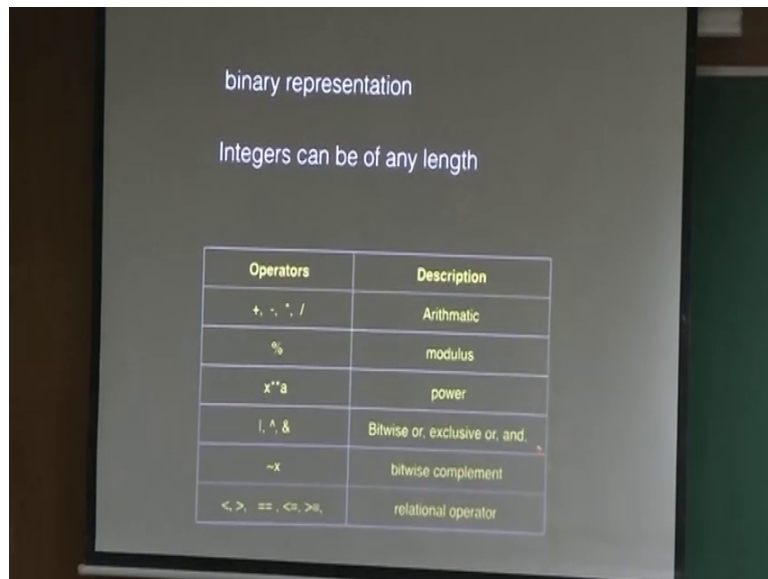 binary representation
Integers can be of any length
Operators Description
+, -, *, / Arithmatic
% modulus
x**a power
|, ^, & Bitwise or, exclusive or, and,
~x bitwise complement
<, >, == , <=, >=, relational operator